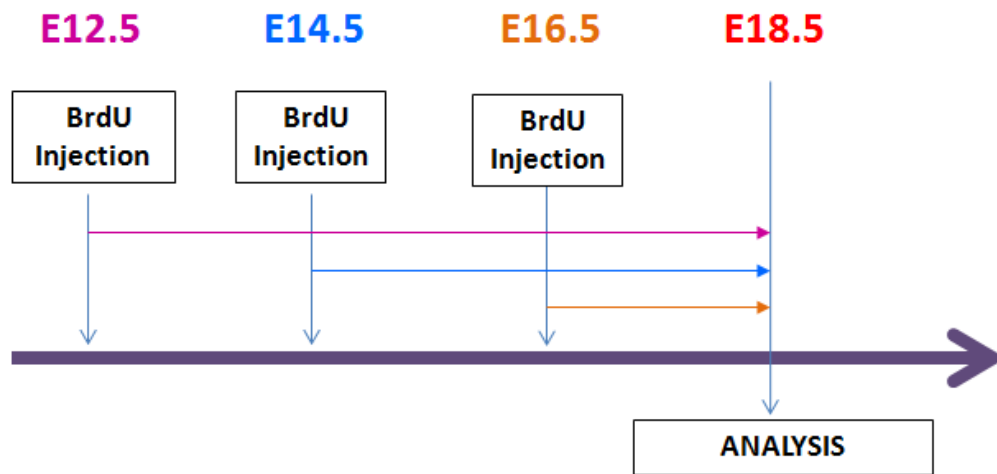 E12.5 E14.5 E16.5 E18.5
BrdU
Injection
BrdU
Injection
BrdU
Injection
ANALYSIS